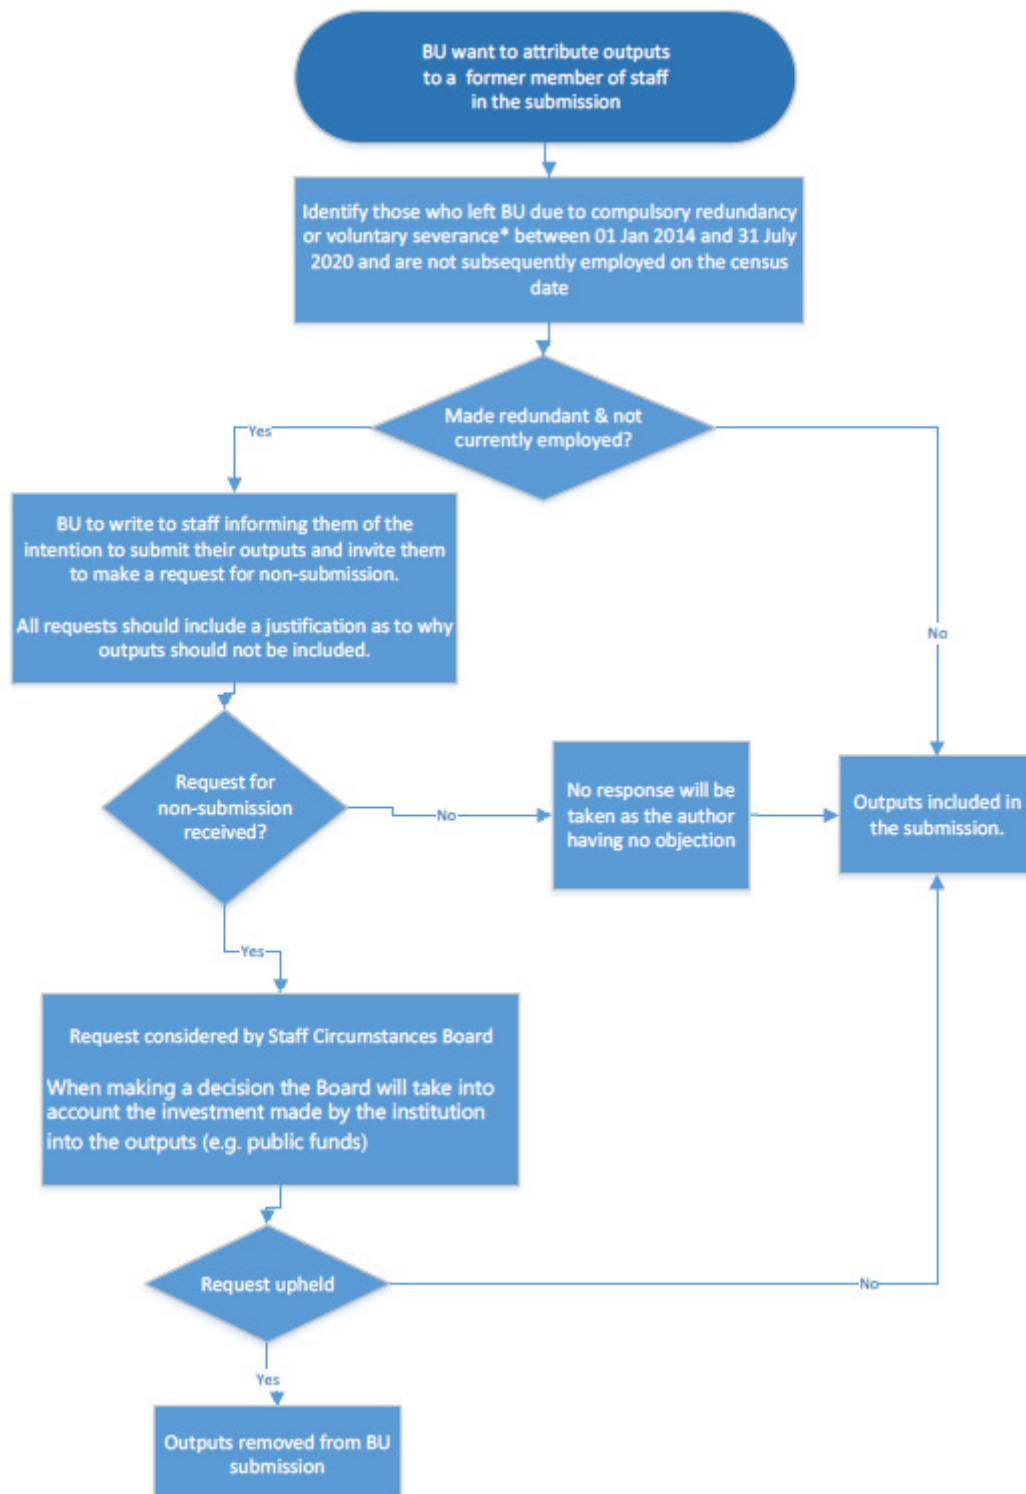 BU want to attribute outputs
to a former member of staff
in the submission
Identify those who left BU due to compulsory redundancy
or voluntary severance* between 01 Jan 2014 and 31 July
2020 and are not subsequently employed on the census
date
Made redundant & not
currently employed?
Yes
No
BU to write to staff informing them of the
intention to submit their outputs and invite them
to make a request for non-submission.
All requests should include a justification as to why
outputs should not be included.
Request for
non-submission
received?
No
No response will be
taken as the author
having no objection
Outputs included in
the submission.
Yes
Request considered by Staff Circumstances Board
When making a decision the Board will take into
account the investment made by the institution
into the outputs (e.g. public funds)
Request upheld
No
Yes
Outputs removed from BU
submission